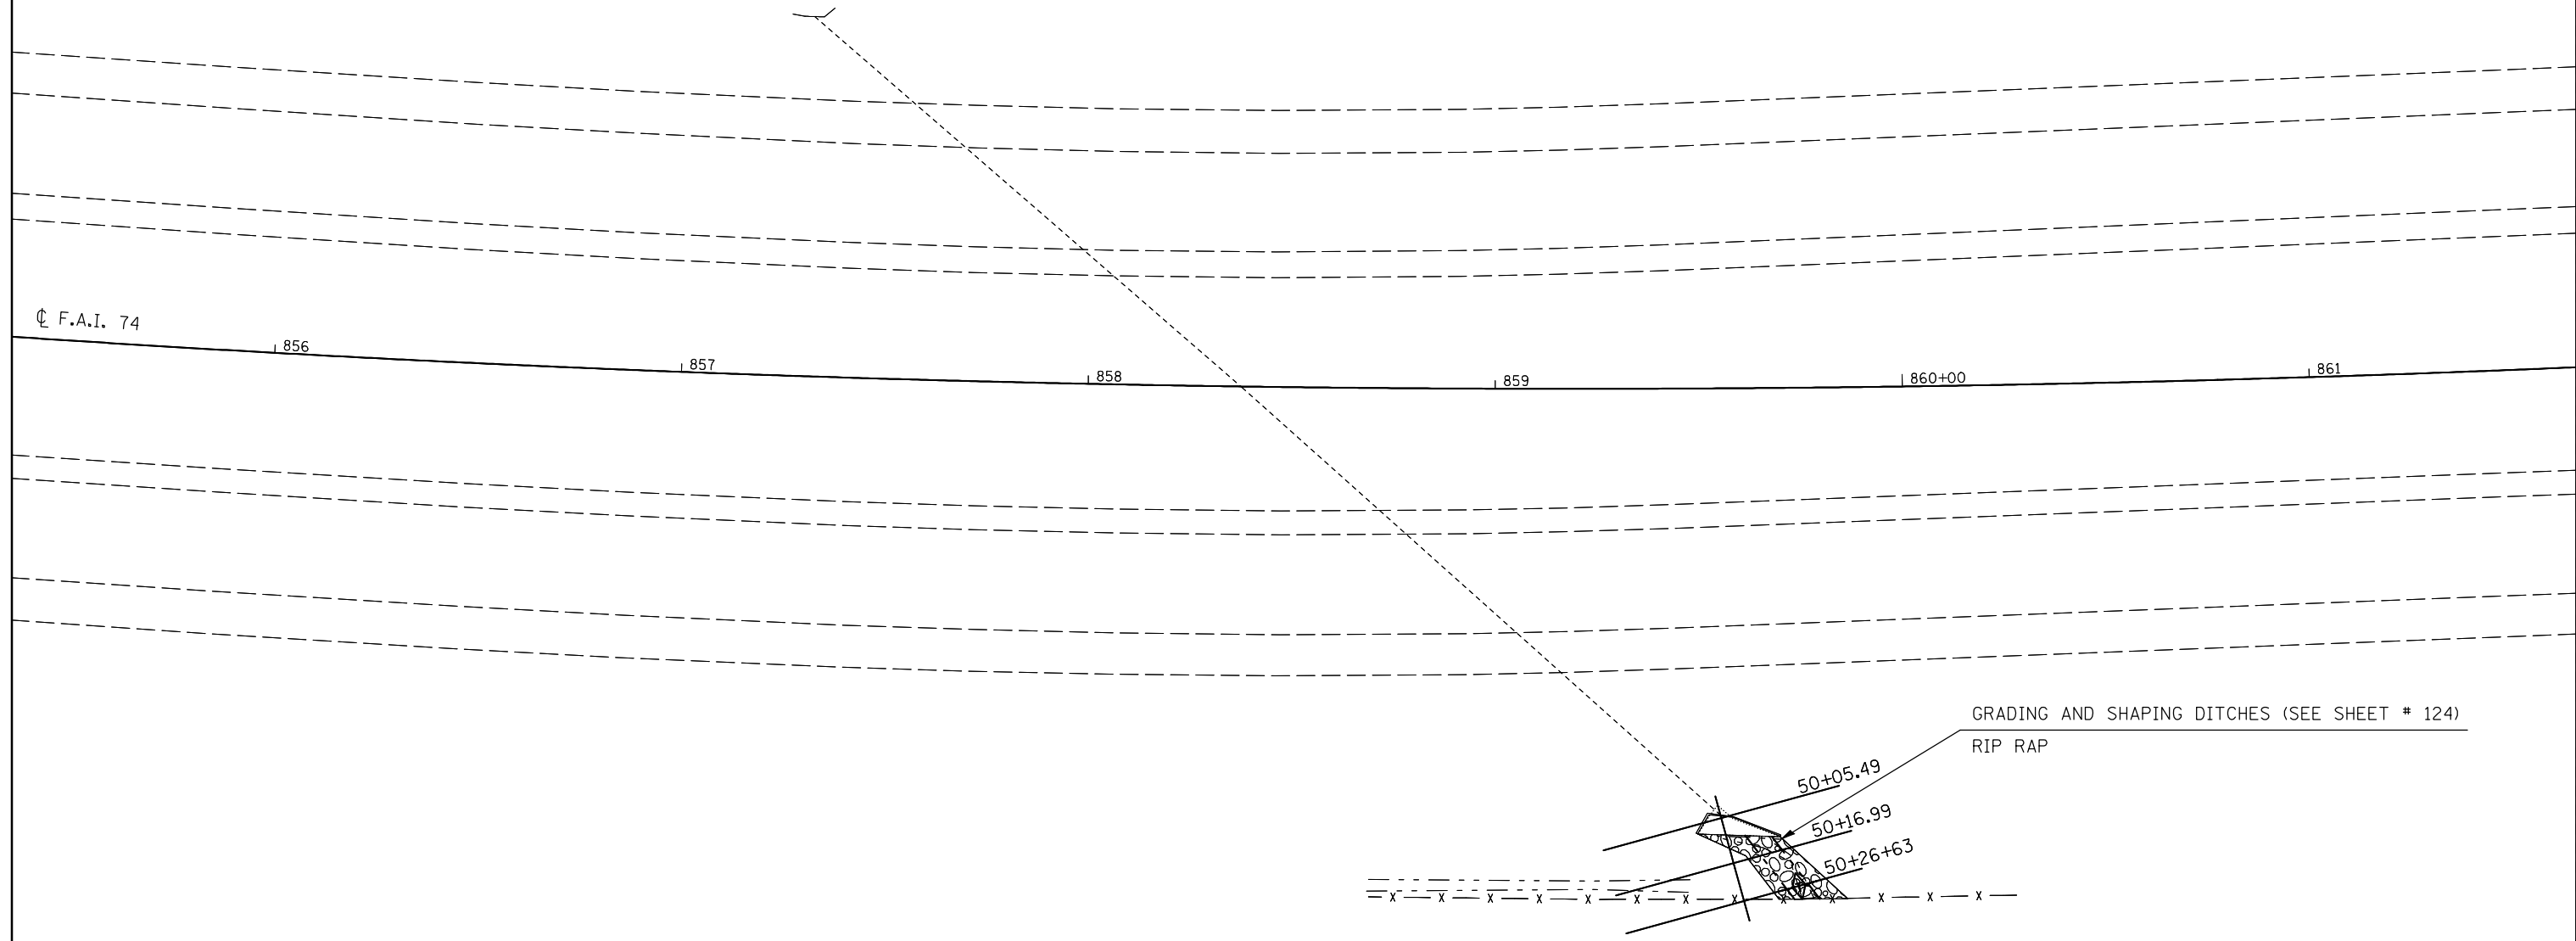 ℄ F.A.I. 74
856
857
858
859
860+00
861
GRADING AND SHAPING DITCHES (SEE SHEET # 124)
RIP RAP
50+05.49
50+16.99
50+26+63
X X X X X X X X X X X X X